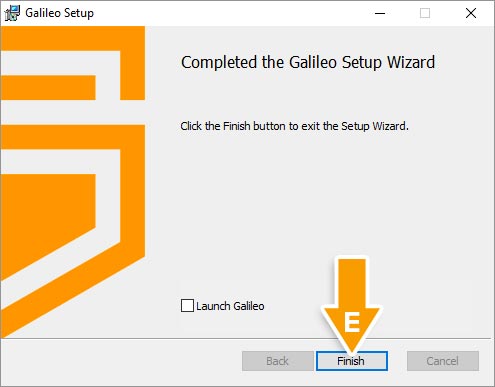 Galileo Setup
Completed the Galileo Setup Wizard
Click the Finish button to exit the Setup Wizard.
Launch Galileo
E
Back Finish Cancel